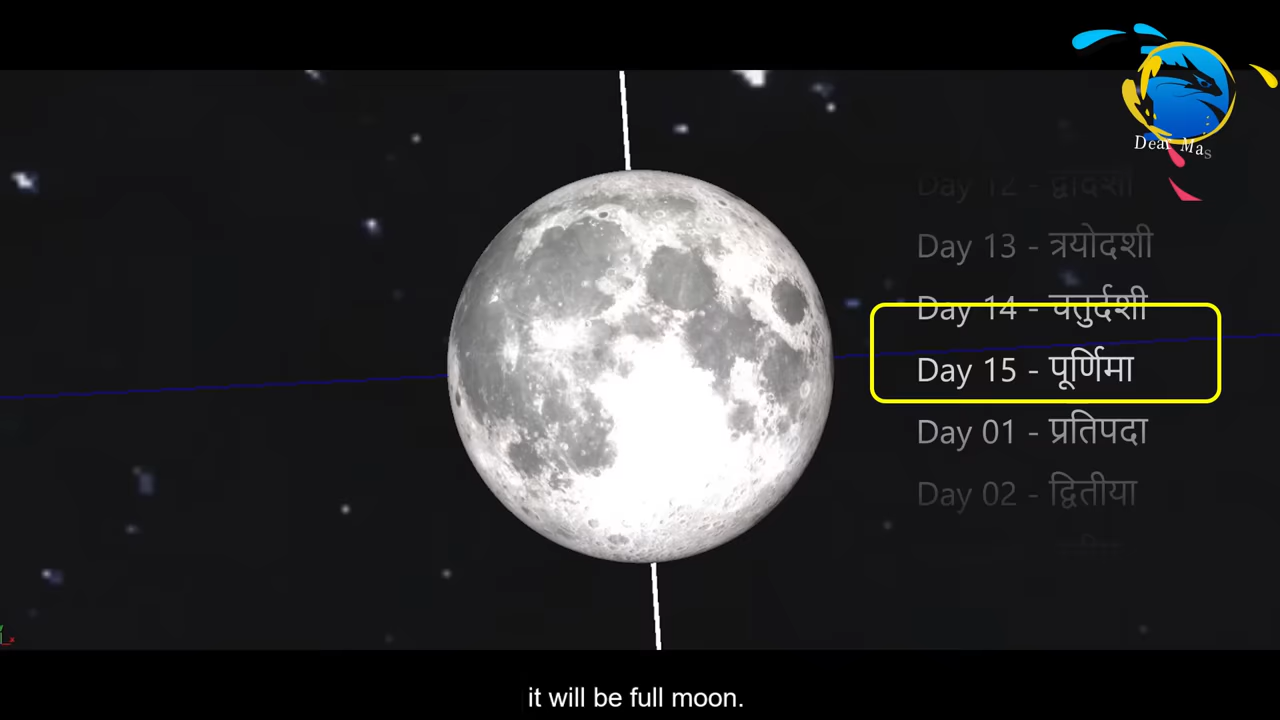 Dear Mas
Day 12 - द्वादशी
Day 13 - त्रयोदशी
Day 14 - चतुर्दशी
Day 15 - पूर्णिमा
Day 01 - प्रतिपदा
Day 02 - द्वितीया
it will be full moon.